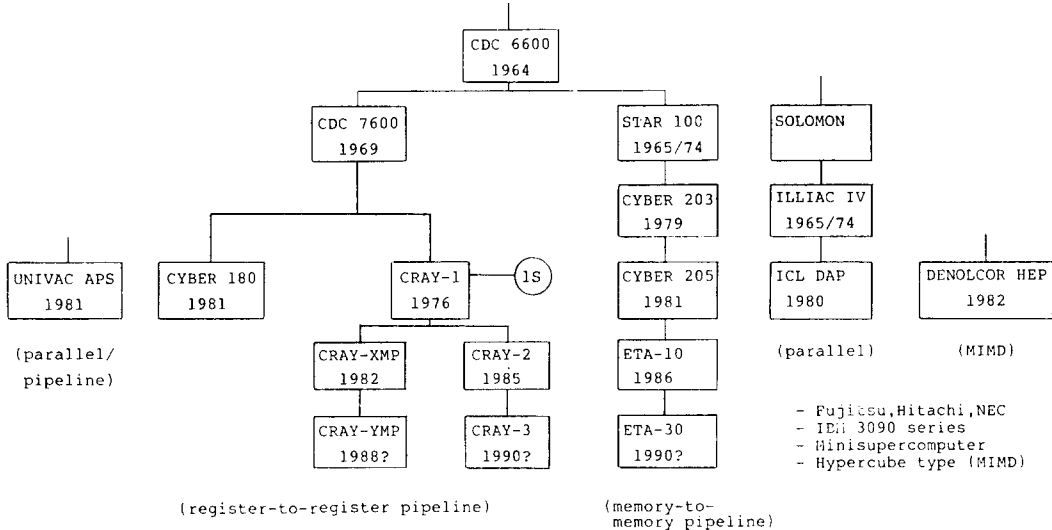 CDC 6600
1964
CDC 7600
1969
STAR 100
1965/74
SOLOMON
CYBER 203
1979
ILLIAC IV
1965/74
UNIVAC APS
1981
CYBER 180
1981
CRAY-1
1976
1S
CYBER 205
1981
ICL DAP
1980
DENOLCOR HEP
1982
(parallel/
pipeline)
CRAY-XMP
1982
CRAY-2
1985
ETA-10
1986
(parallel)
(MIMD)
CRAY-YMP
1988?
CRAY-3
1990?
ETA-30
1990?
- Fujitsu,Hitachi,NEC
- IBM 3090 series
- Minisupercomputer
- Hypercube type (MIMD)
(register-to-register pipeline)
(memory-to-
memory pipeline)